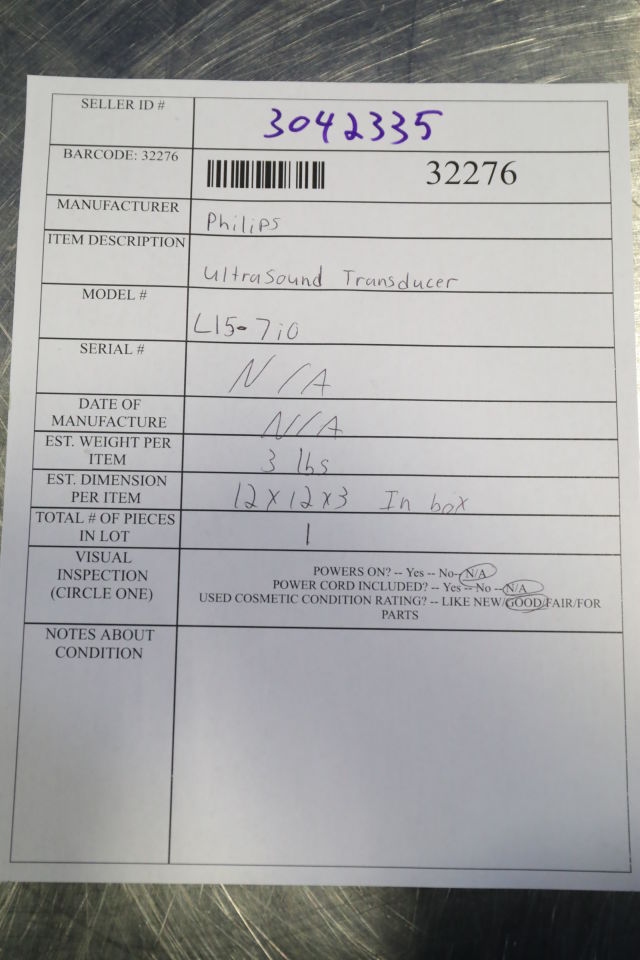 SELLER ID # 3042335
BARCODE: 32276 32276
MANUFACTURER Philips
ITEM DESCRIPTION UltraSound Transducer
MODEL # L15-7i0
SERIAL # N/A
DATE OF
MANUFACTURE N/A
EST. WEIGHT PER
ITEM 3 lbs
EST. DIMENSION
PER ITEM 12x12x3 In box
TOTAL # OF PIECES
IN LOT 1
VISUAL
INSPECTION
(CIRCLE ONE)
POWERS ON? -- Yes -- No-- N/A
POWER CORD INCLUDED? -- Yes -- No -- N/A
USED COSMETIC CONDITION RATING? -- LIKE NEW/GOOD/FAIR/FOR
PARTS
NOTES ABOUT
CONDITION